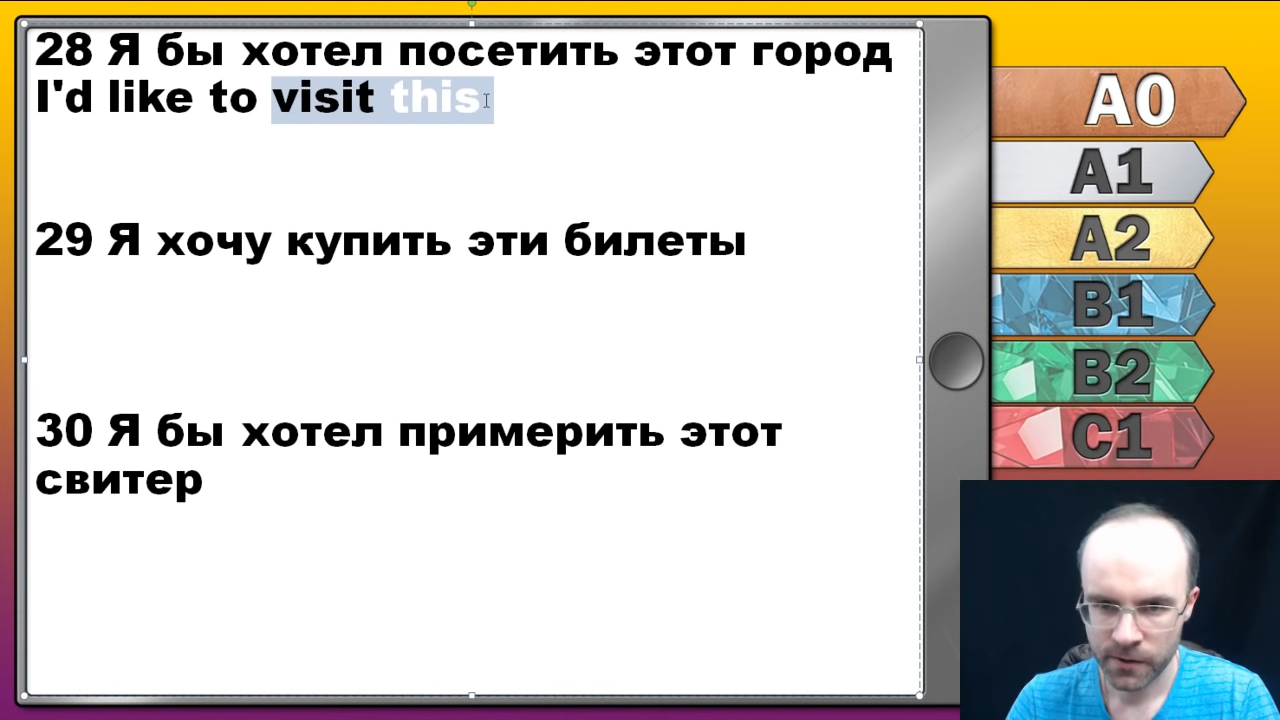 28 Я бы хотел посетить этот город
I'd like to visit this
29 Я хочу купить эти билеты
30 Я бы хотел примерить этот
свитер
A0
A1
A2
B1
B2
C1